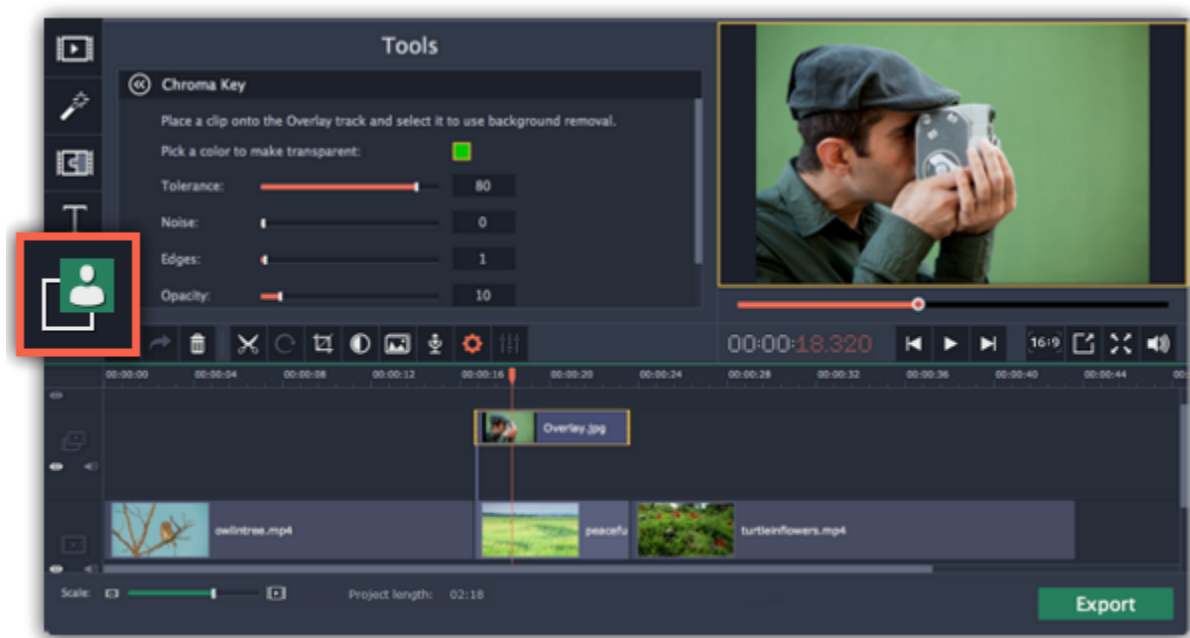 Tools
Chroma Key
Place a clip onto the Overlay track and select it to use background removal.
Pick a color to make transparent:
Tolerance: 80
T
Noise: 0
Edges: 1
Opacity: 10
00:00:18.320 16:9
00:00:00 00:00:04 00:00:08 00:00:12 00:00:16 00:00:20 00:00:24 00:00:28 00:00:32 00:00:36 00:00:40 00:00:44 00:
Overlay.jpg
owlintree.mp4 peacefu turtleinflowers.mp4
Scale: Project length: 02:18
Export